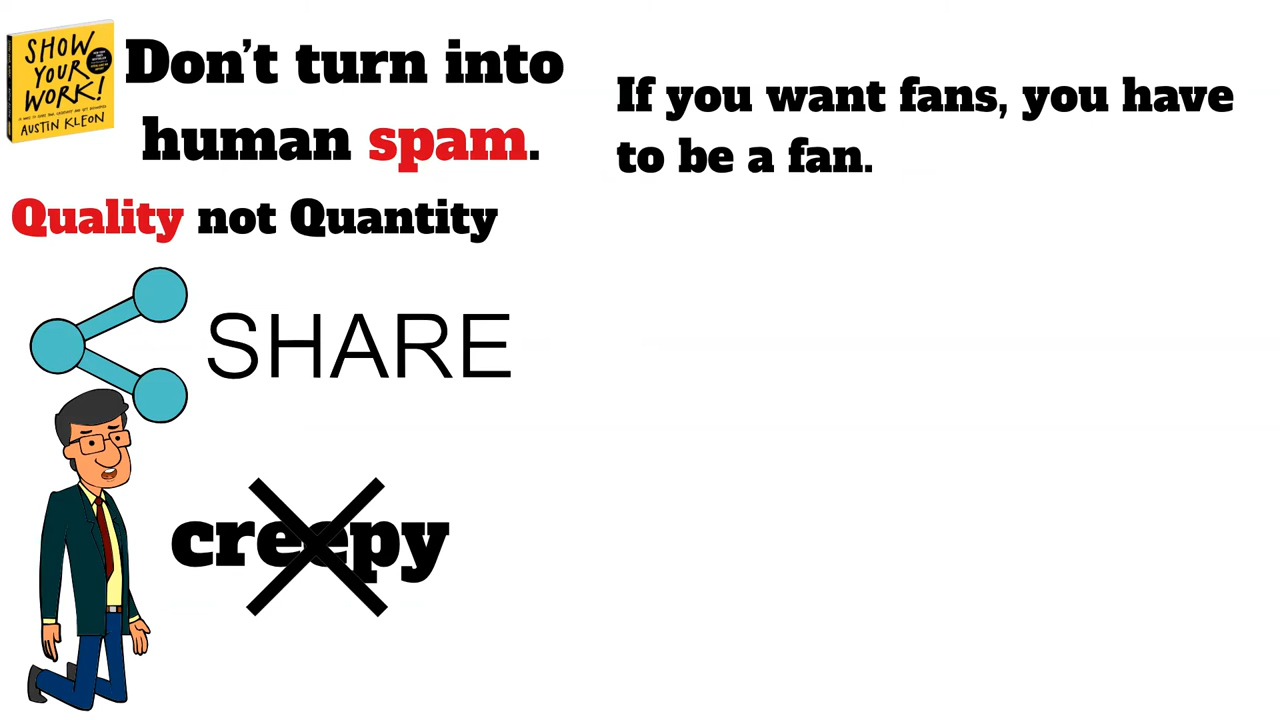 SHOW
YOUR
WORK!
AUSTIN KLEON
Don't turn into
human spam.
Quality not Quantity
SHARE
creepy
If you want fans, you have
to be a fan.